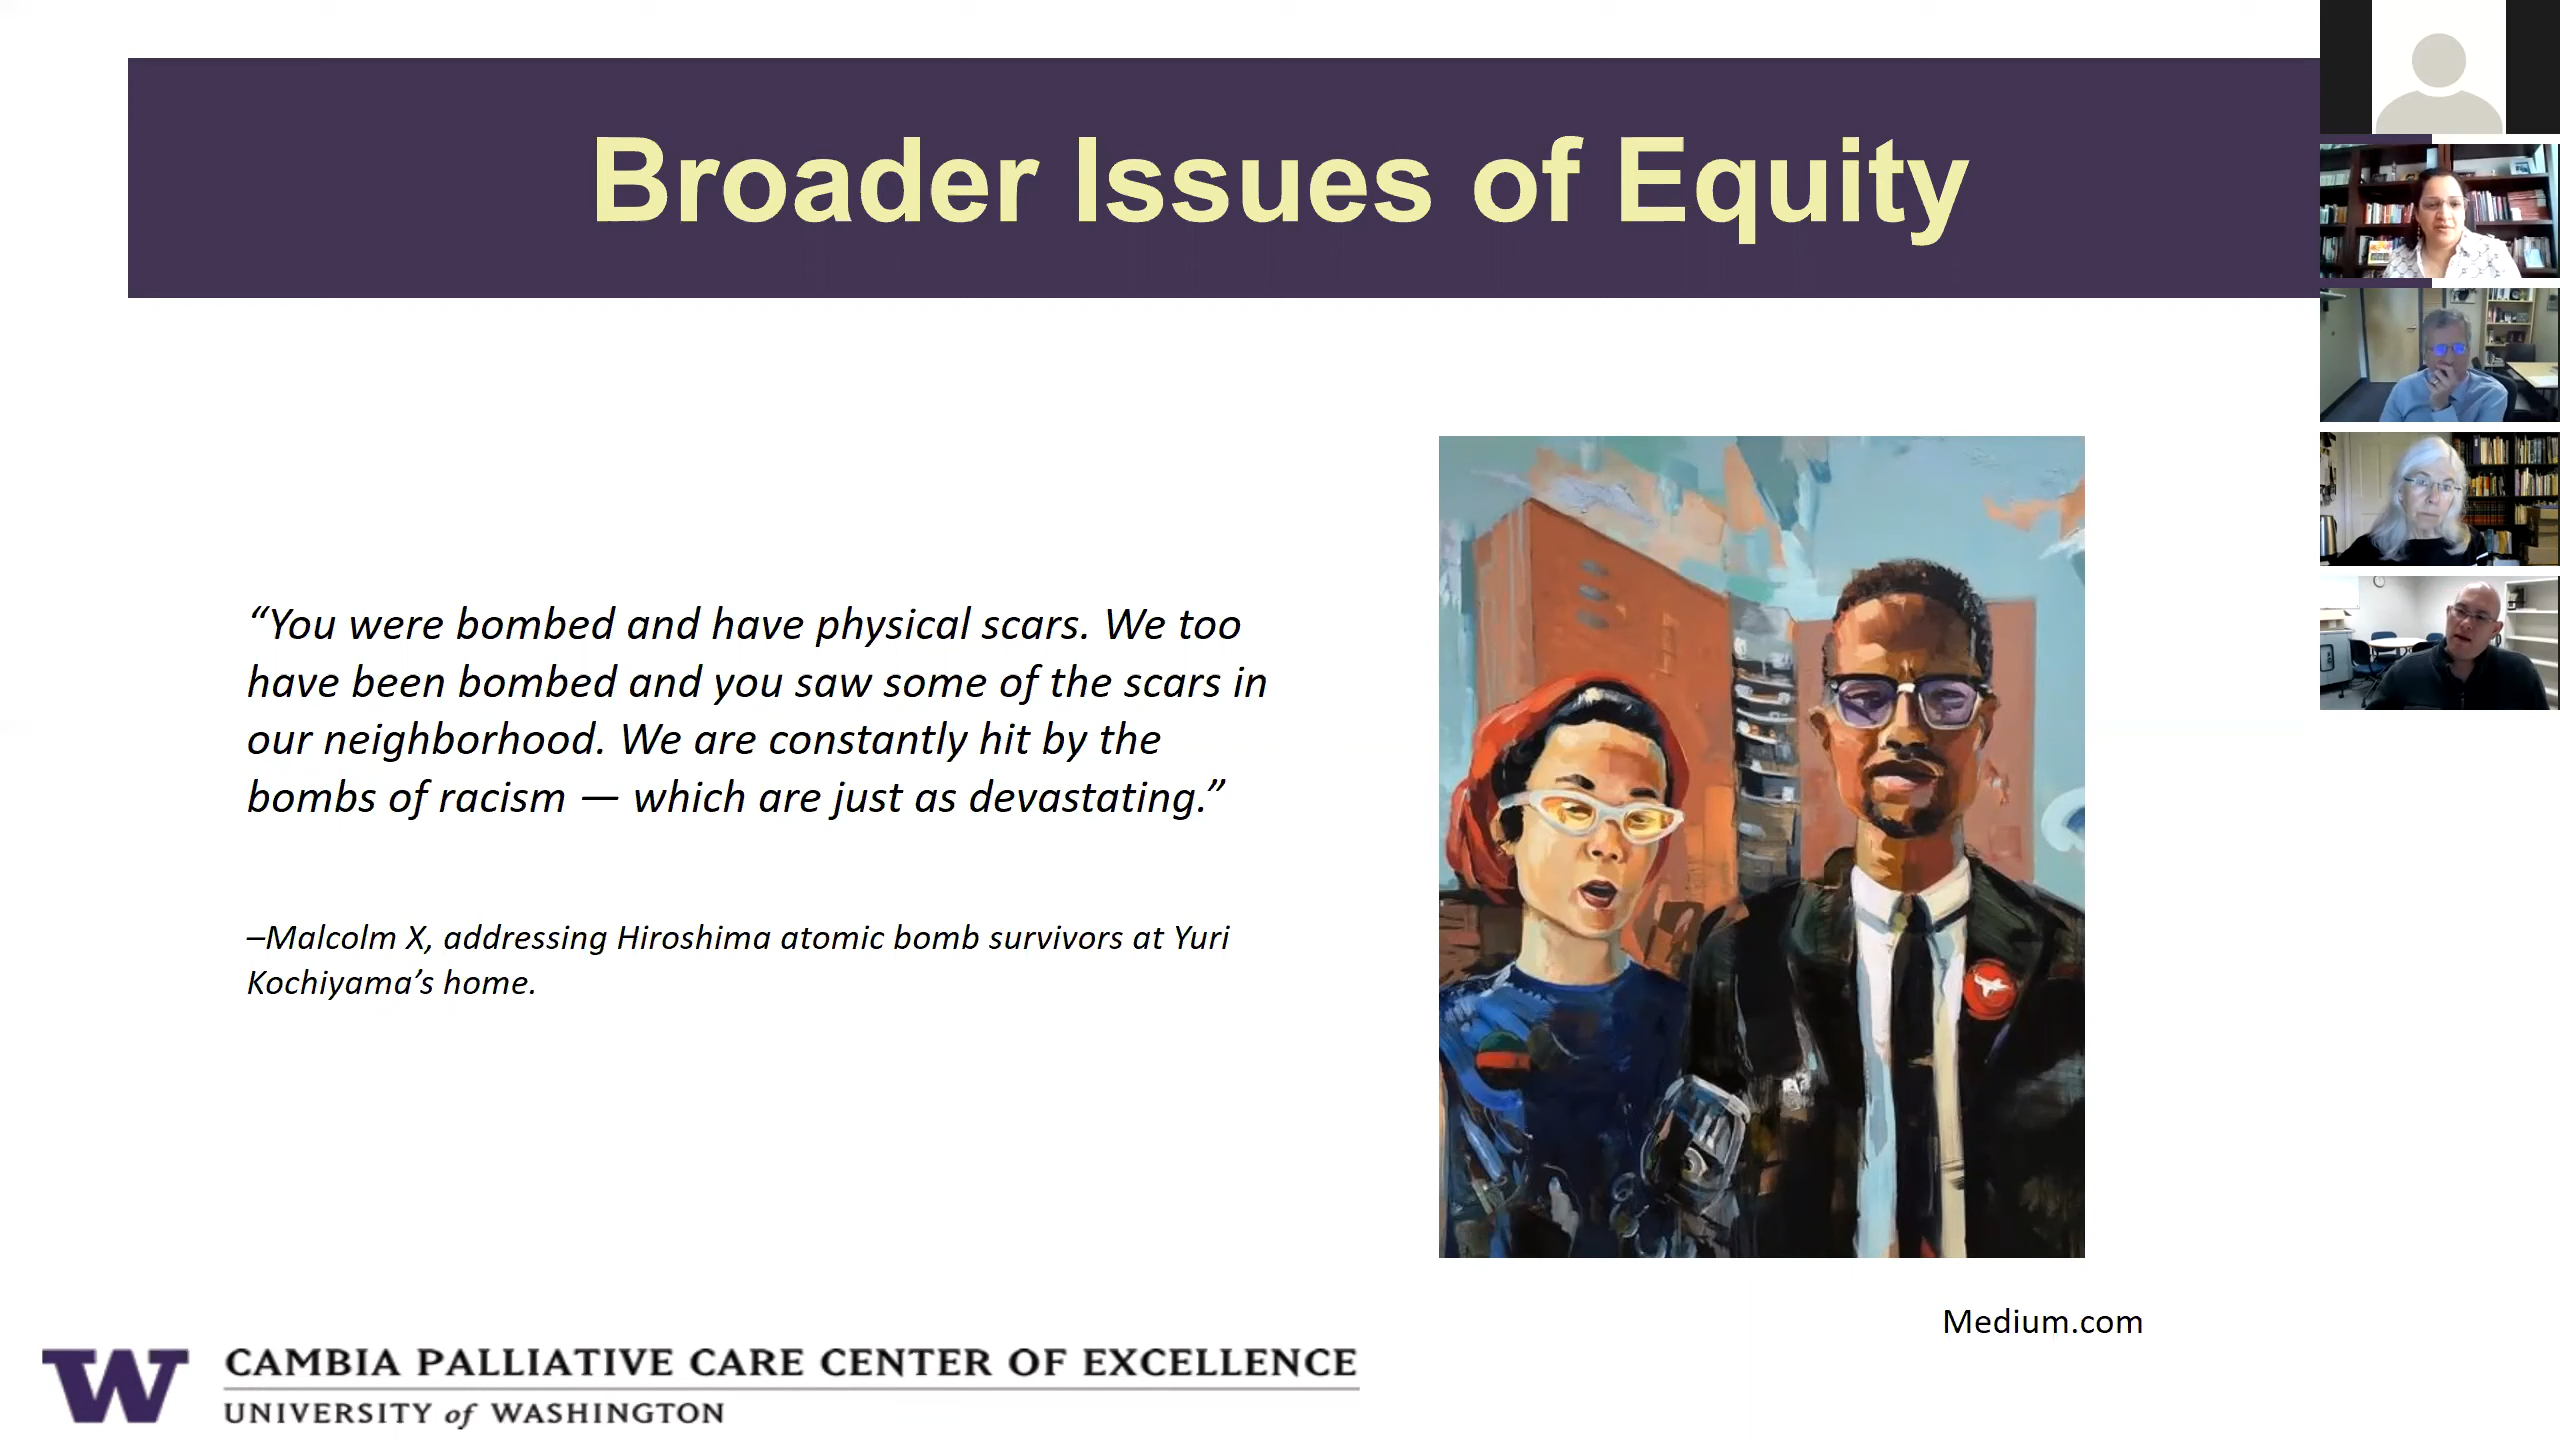 Broader Issues of Equity
“You were bombed and have physical scars. We too
have been bombed and you saw some of the scars in
our neighborhood. We are constantly hit by the
bombs of racism — which are just as devastating.”
–Malcolm X, addressing Hiroshima atomic bomb survivors at Yuri
Kochiyama’s home.
Medium.com
W
CAMBIA PALLIATIVE CARE CENTER OF EXCELLENCE
UNIVERSITY of WASHINGTON